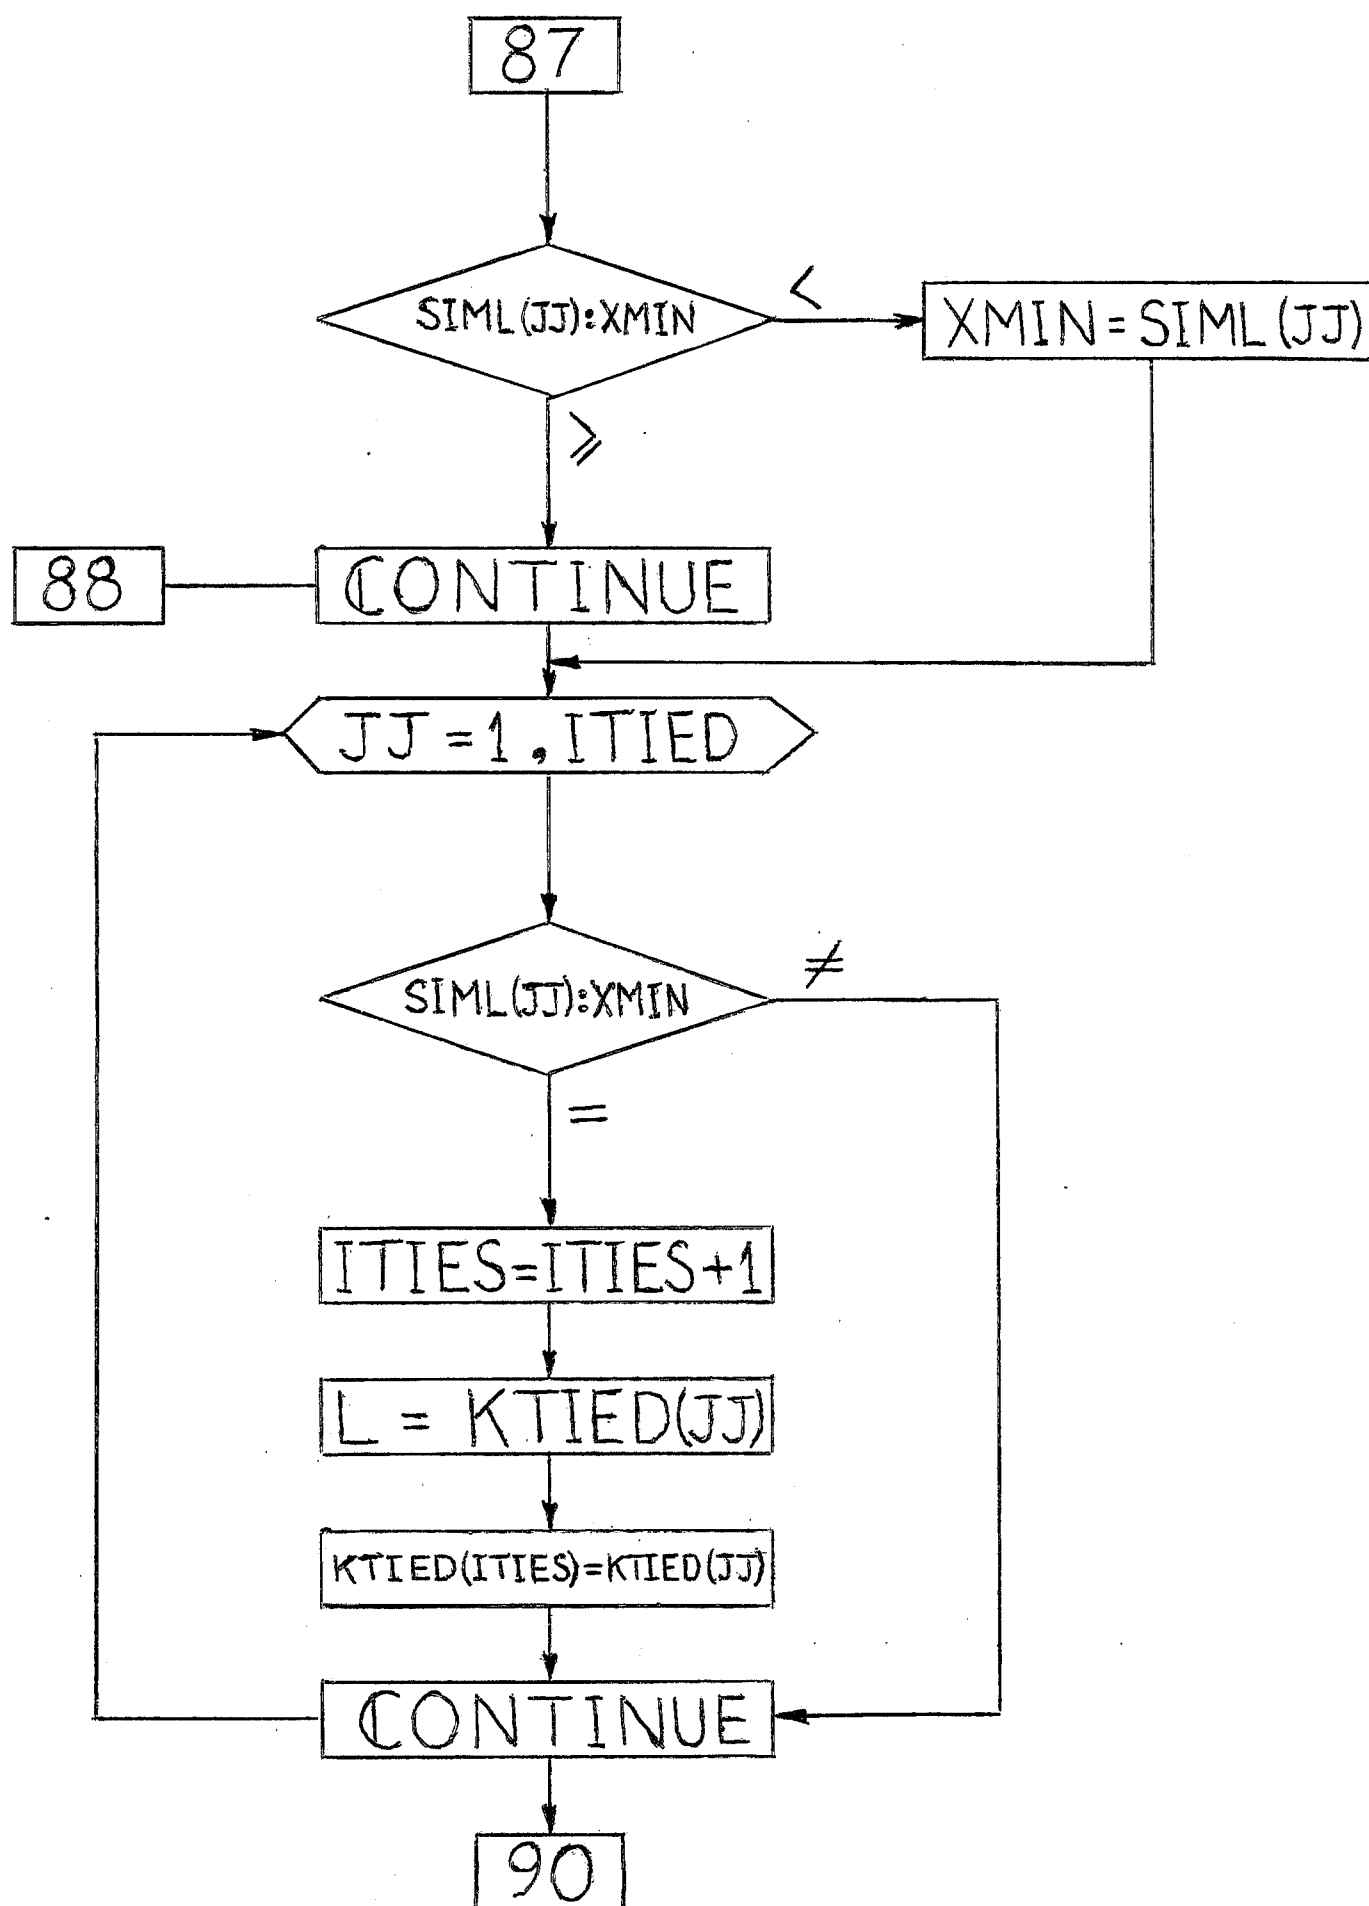 87
SIML(JJ):XMIN
<
XMIN=SIML(JJ)
⩾
88
CONTINUE
JJ=1,ITIED
SIML(JJ):XMIN
≠
=
ITIES=ITIES+1
L = KTIED(JJ)
KTIED(ITIES)=KTIED(JJ)
CONTINUE
90